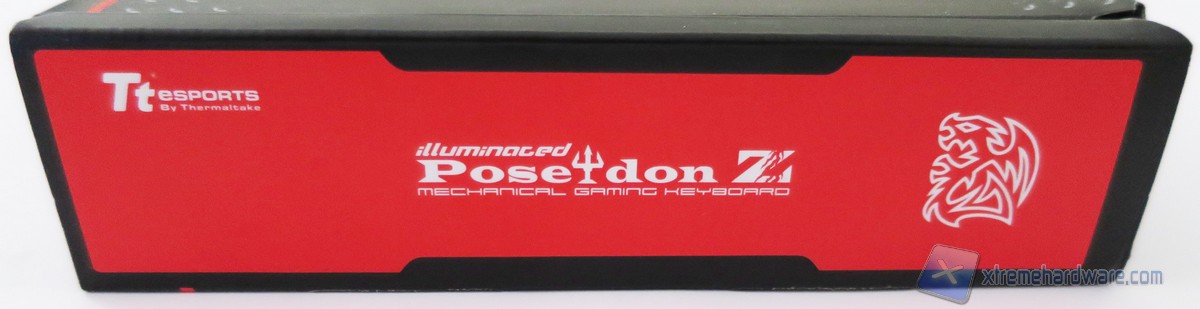 Tt eSPORTS
By Thermaltake
illuminated
Poseidon Z
MECHANICAL GAMING KEYBOARD
xtremehardware.com